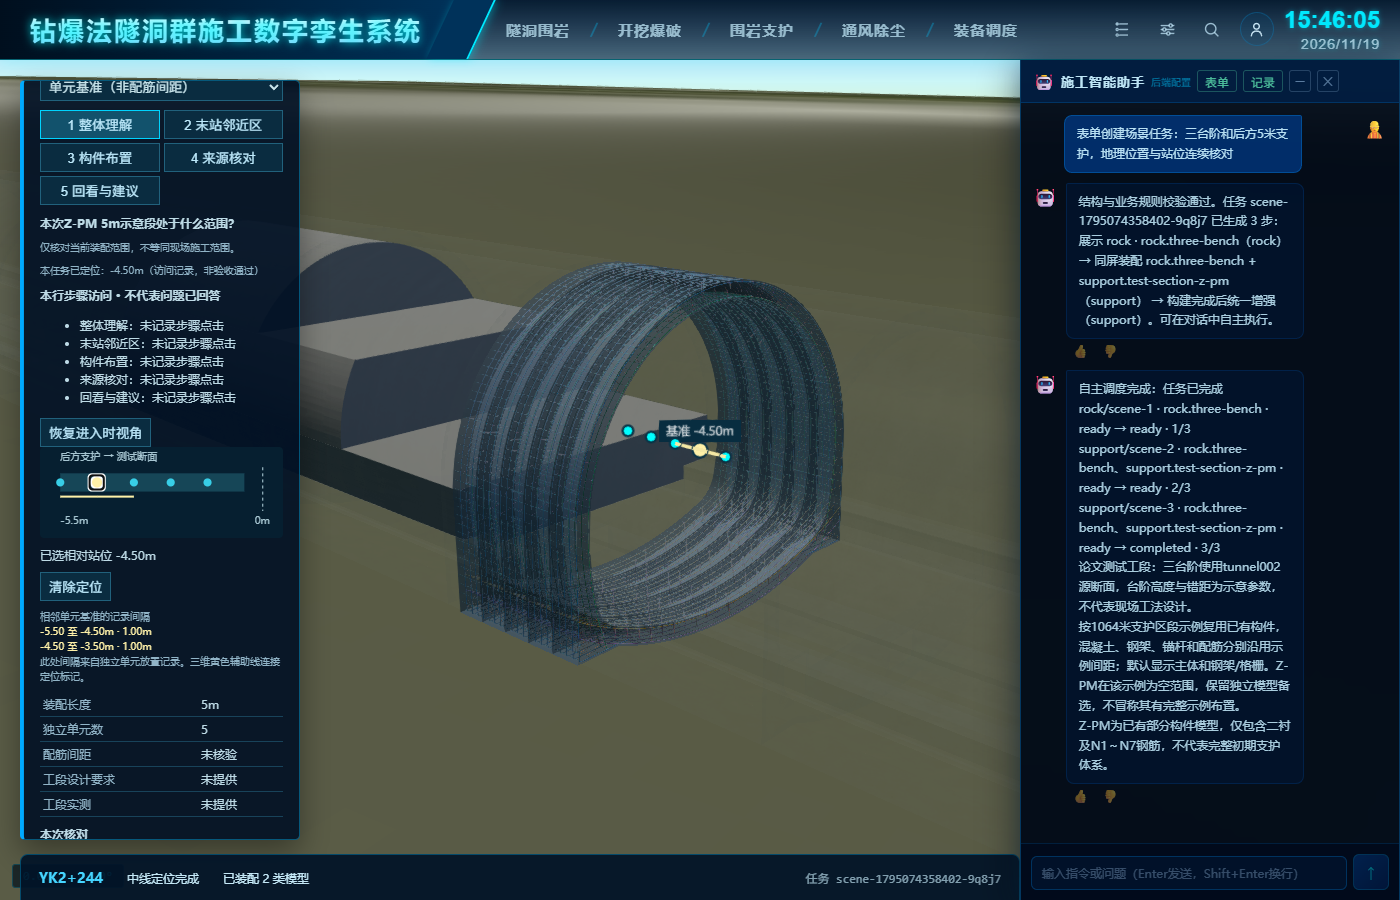 钻爆法隧洞群施工数字孪生系统
隧洞围岩 / 开挖爆破 / 围岩支护 / 通风除尘 / 装备调度
15:46:05
2026/11/19
单元基准（非配筋间距）
1 整体理解
2 末站邻近区
3 构件布置
4 来源核对
5 回看与建议
本次Z-PM 5m示意段处于什么范围?
仅核对当前装配范围，不等同现场施工范围。
本任务已定位：-4.50m（访问记录，非验收通过）
本行步骤访问 • 不代表问题已回答
• 整体理解：未记录步骤点击
• 末站邻近区：未记录步骤点击
• 构件布置：未记录步骤点击
• 来源核对：未记录步骤点击
• 回看与建议：未记录步骤点击
恢复进入时视角
后方支护 → 测试断面
-5.5m
0m
已选相对站位 -4.50m
清除定位
相邻单元基准的记录间隔
-5.50 至 -4.50m · 1.00m
-4.50 至 -3.50m · 1.00m
此处间隔来自独立单元放置记录。三维黄色辅助线连接
定位标记。
装配长度 5m
独立单元数 5
配筋间距 未核验
工段设计要求 未提供
工段实测 未提供
本次核对
基准 -4.50m
YK2+244 中线定位完成 已装配 2 类模型
任务 scene-1795074358402-9q8j7
施工智能助手 后端配置 表单 记录
表单创建场景任务：三台阶和后方5米支
护，地理位置与站位连续核对
结构与业务规则校验通过。任务 scene-
1795074358402-9q8j7 已生成 3 步：
展示 rock · rock.three-bench（rock）
→ 同屏装配 rock.three-bench +
support.test-section-z-pm
（support） → 构建完成后统一增强
（support）。可在对话中自主执行。
自主调度完成：任务已完成
rock/scene-1 · rock.three-bench ·
ready → ready · 1/3
support/scene-2 · rock.three-
bench、support.test-section-z-pm ·
ready → ready · 2/3
support/scene-3 · rock.three-
bench、support.test-section-z-pm ·
ready → completed · 3/3
论文测试工段：三台阶使用tunnel002
源断面，台阶高度与错距为示意参数，
不代表现场工法设计。
按1064米支护区段示例复用已有构件，
混凝土、钢架、锚杆和配筋分别沿用示
例间距；默认显示主体和钢架/格栅。Z-
PM在该示例为空范围，保留独立模型备
选，不冒称其有完整示例布置。
Z-PM为已有部分构件模型，仅包含二衬
及N1～N7钢筋，不代表完整初期支护
体系。
输入指令或问题（Enter发送，Shift+Enter换行）